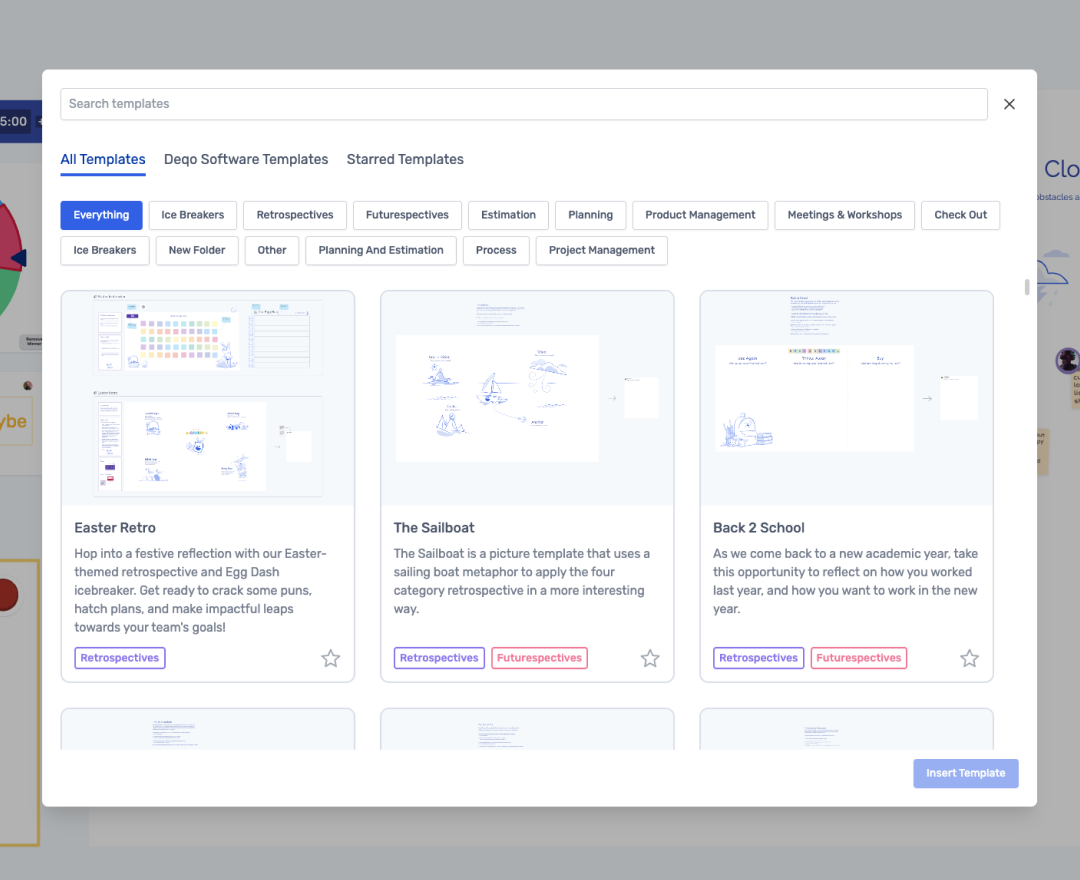 5:00
Search templates
All Templates Deqo Software Templates Starred Templates
Everything Ice Breakers Retrospectives Futurespectives Estimation Planning Product Management Meetings & Workshops Check Out
Ice Breakers New Folder Other Planning And Estimation Process Project Management
Clo
obstacles a
ybe
Easter Retro
Hop into a festive reflection with our Easter-
themed retrospective and Egg Dash
icebreaker. Get ready to crack some puns,
hatch plans, and make impactful leaps
towards your team's goals!
Retrospectives
The Sailboat
The Sailboat is a picture template that uses a
sailing boat metaphor to apply the four
category retrospective in a more interesting
way.
Retrospectives Futurespectives
Back 2 School
As we come back to a new academic year, take
this opportunity to reflect on how you worked
last year, and how you want to work in the new
year.
Retrospectives Futurespectives
Insert Template